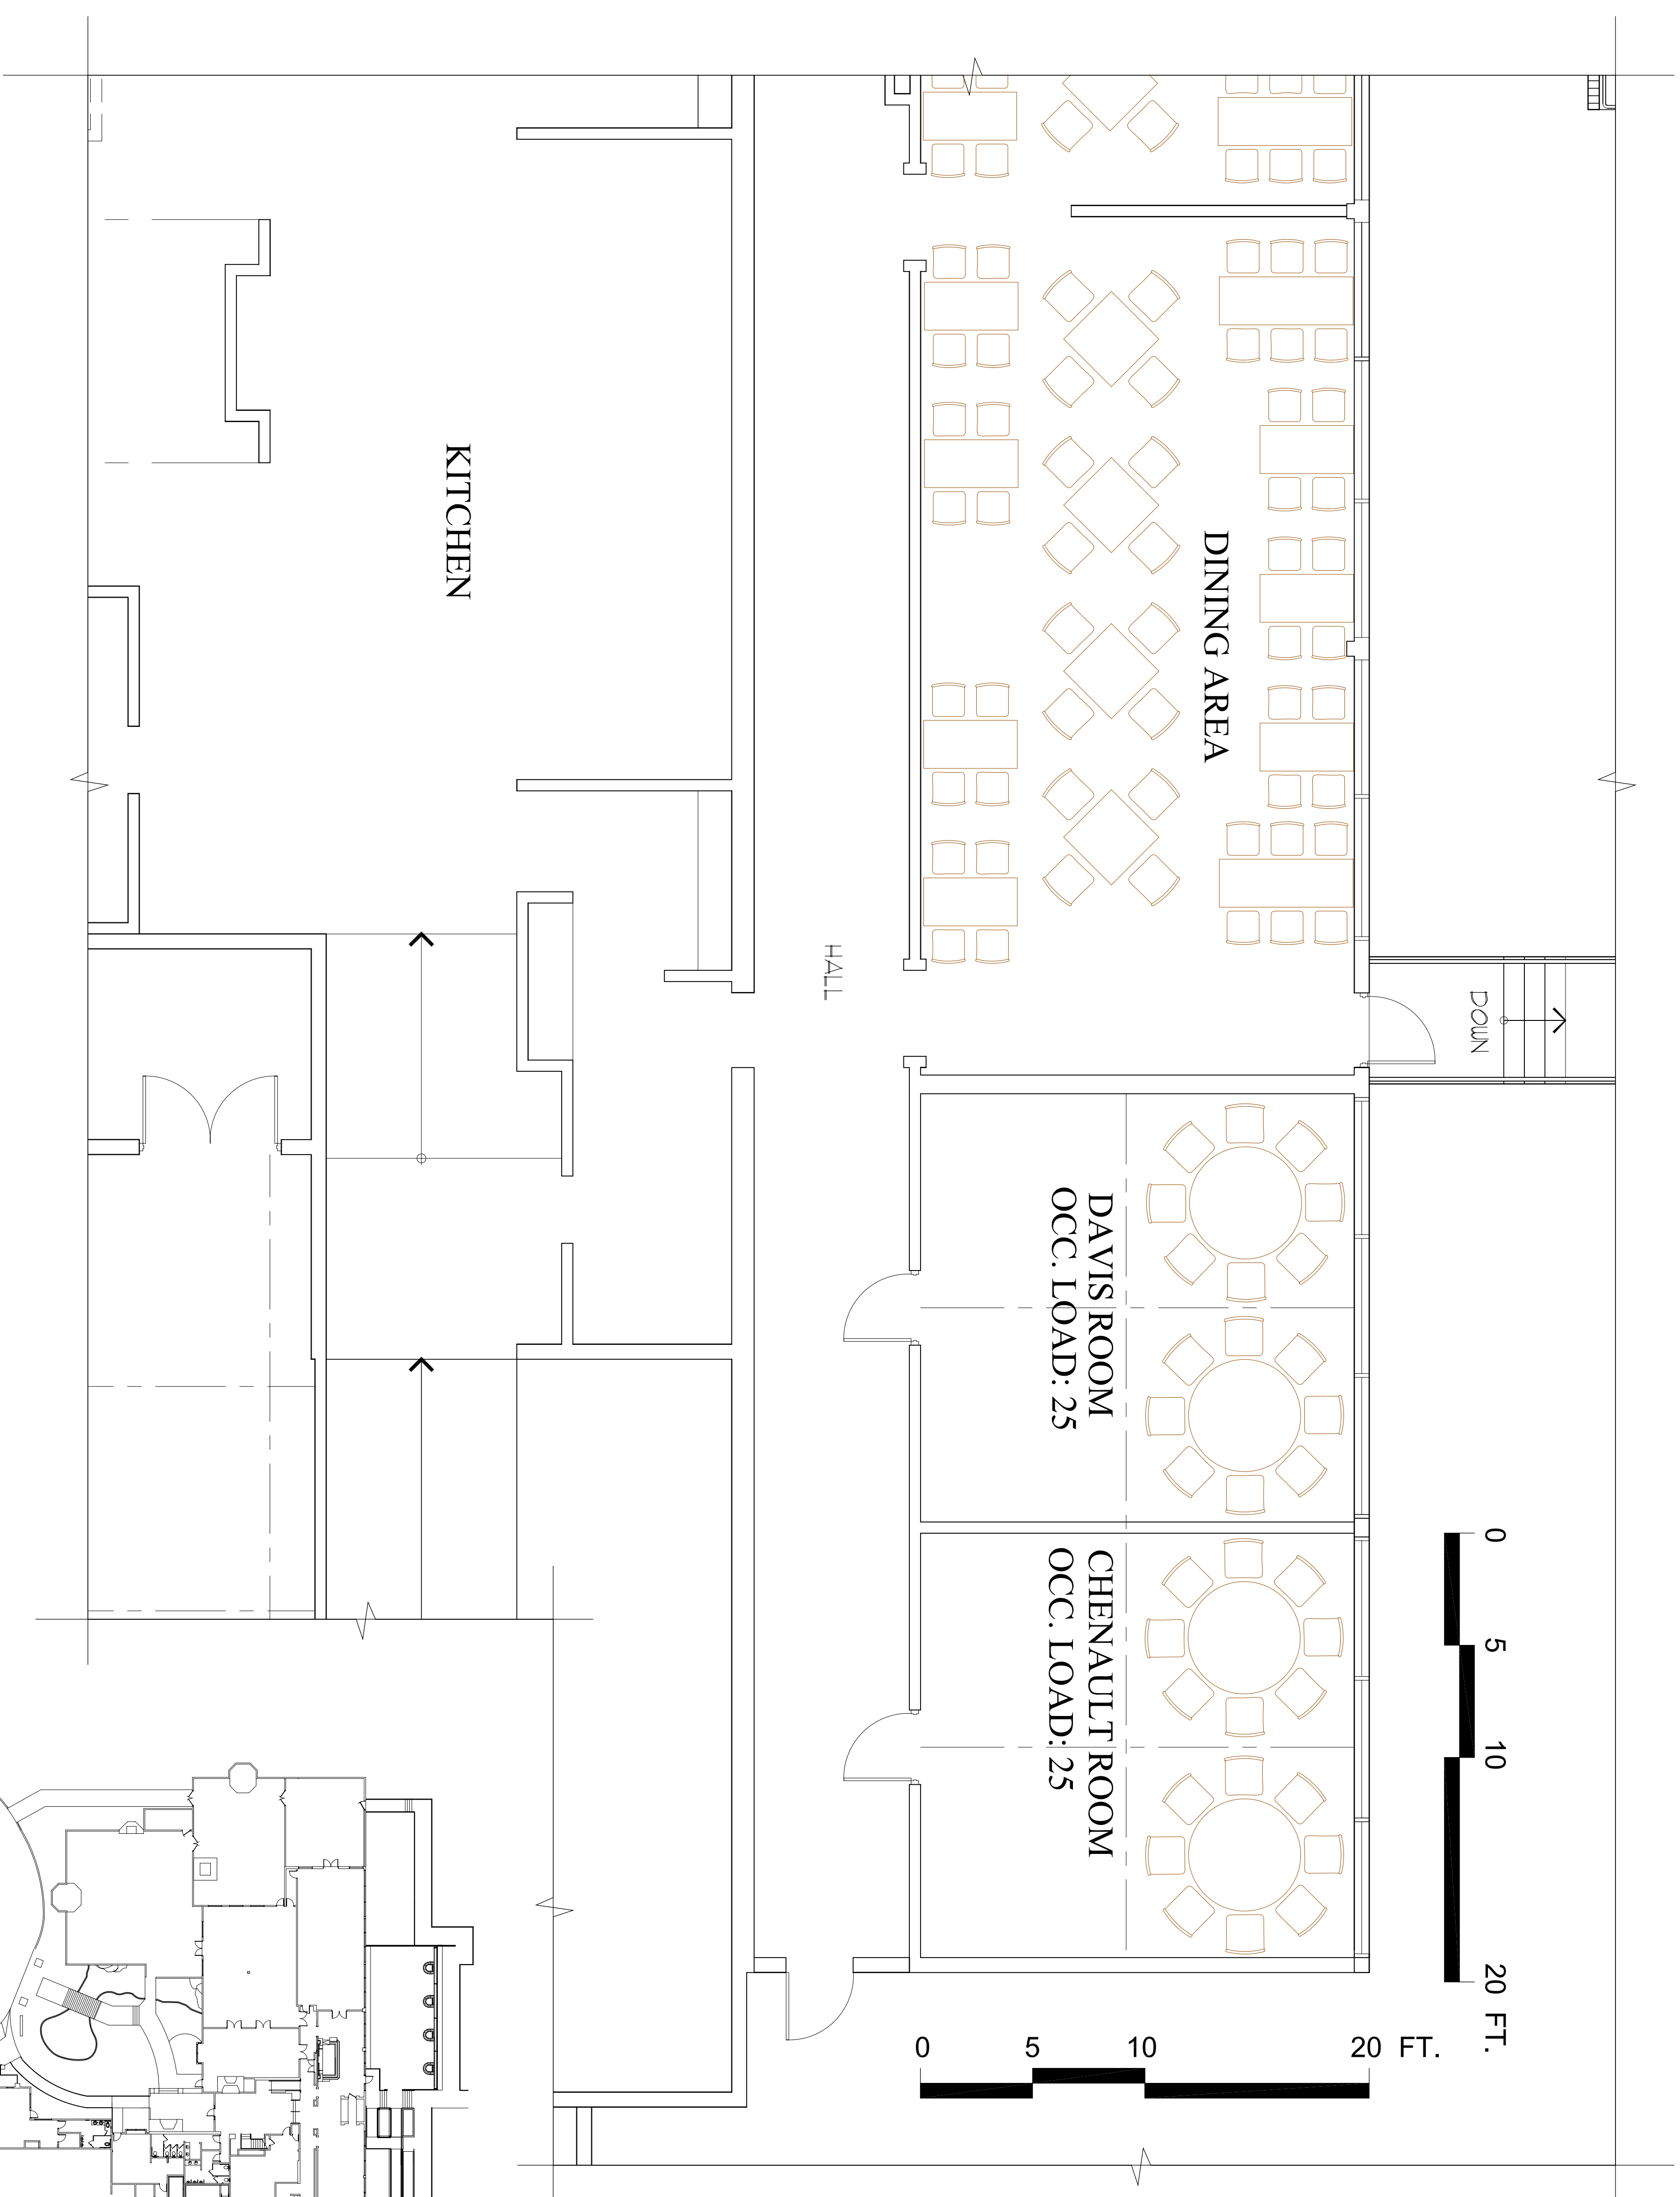 KITCHEN
DINING AREA
HALL
DOWN
DAVIS ROOM
OCC. LOAD: 25
CHENAULT ROOM
OCC. LOAD: 25
0 5 10 20 FT.
0 5 10 20 FT.